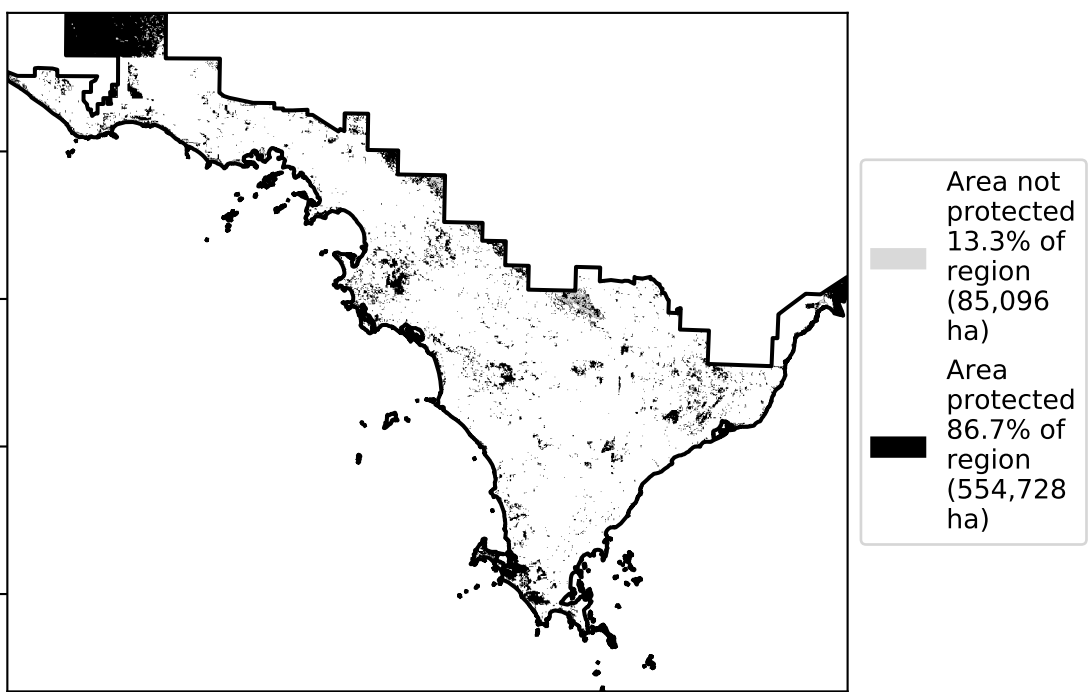 Area not
protected
13.3% of
region
(85,096
ha)
Area
protected
86.7% of
region
(554,728
ha)